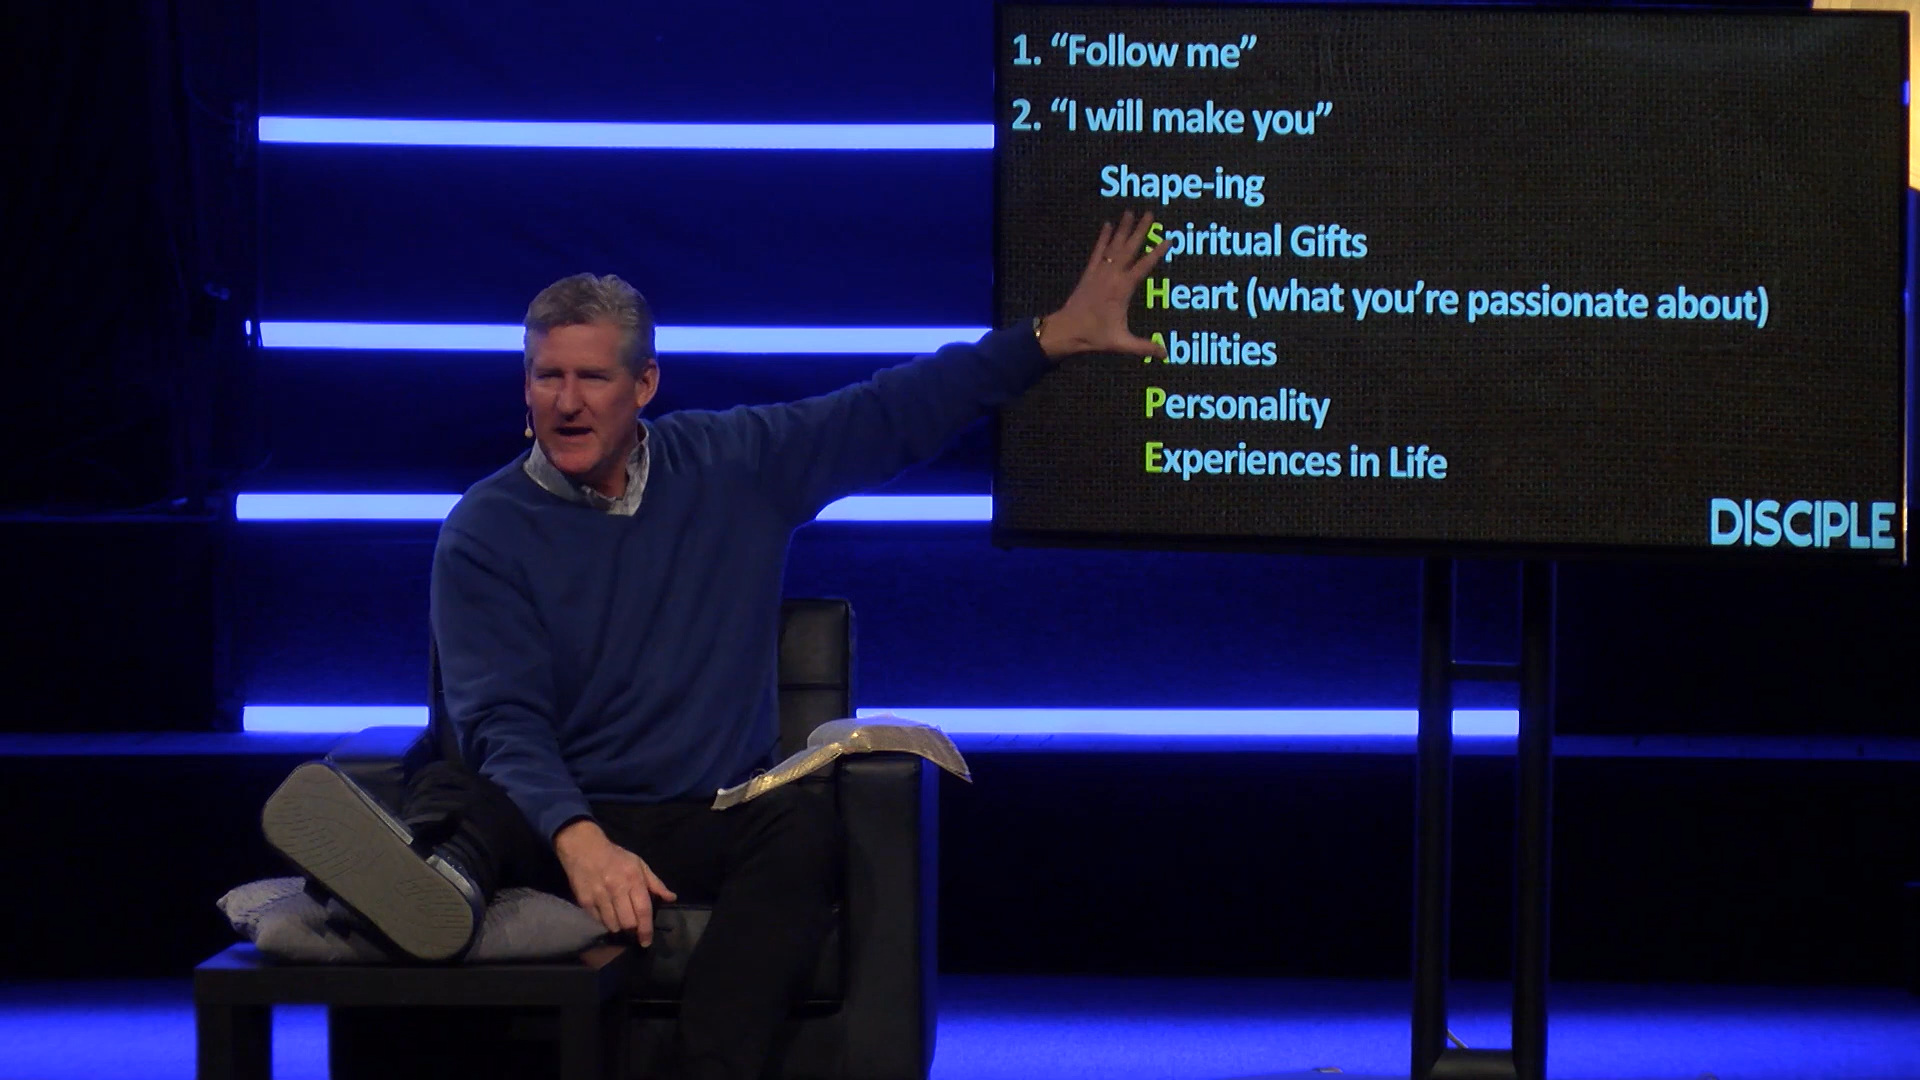 1. “Follow me”
2. “I will make you”
Shape-ing
Spiritual Gifts
Heart (what you’re passionate about)
Abilities
Personality
Experiences in Life
DISCIPLE